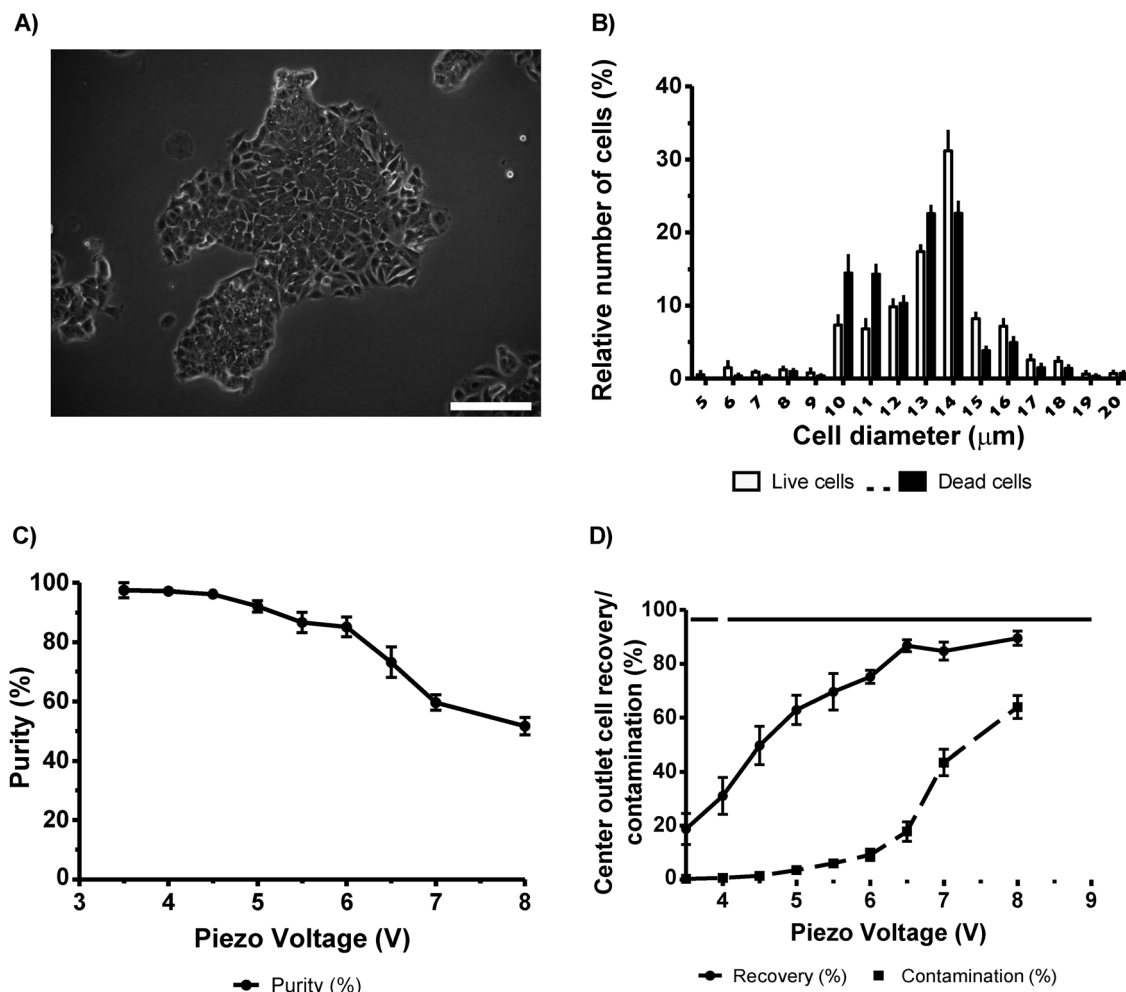 A)
B)
Relative number of cells (%)
40
30
20
10
0
5 6 7 8 9 10 11 12 13 14 15 16 17 18 19 20
Cell diameter (μm)
Live cells
Dead cells
C)
Purity (%)
100
80
60
40
20
0
3 4 5 6 7 8
Piezo Voltage (V)
Purity (%)
D)
Center outlet cell recovery/
contamination (%)
100
80
60
40
20
0
4 5 6 7 8 9
Piezo Voltage (V)
Recovery (%) Contamination (%)